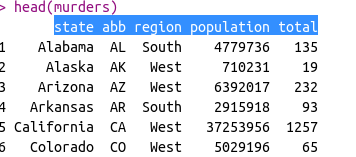 > head(murders)
state abb region population total
1 Alabama AL South 4779736 135
2 Alaska AK West 710231 19
3 Arizona AZ West 6392017 232
4 Arkansas AR South 2915918 93
5 California CA West 37253956 1257
6 Colorado CO West 5029196 65